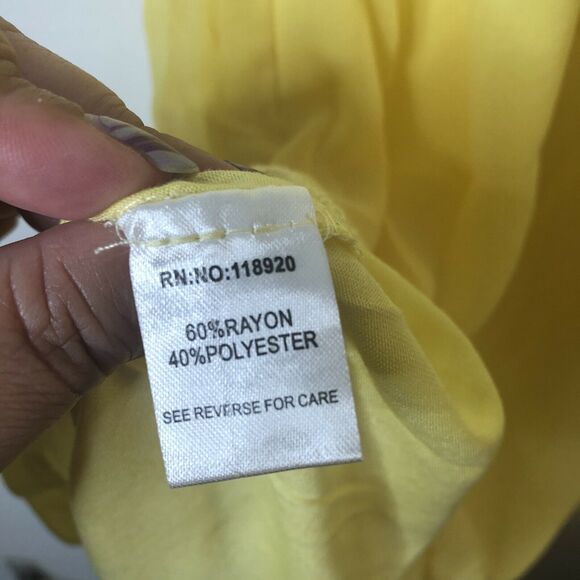 RN:NO:118920
60%RAYON
40%POLYESTER
SEE REVERSE FOR CARE